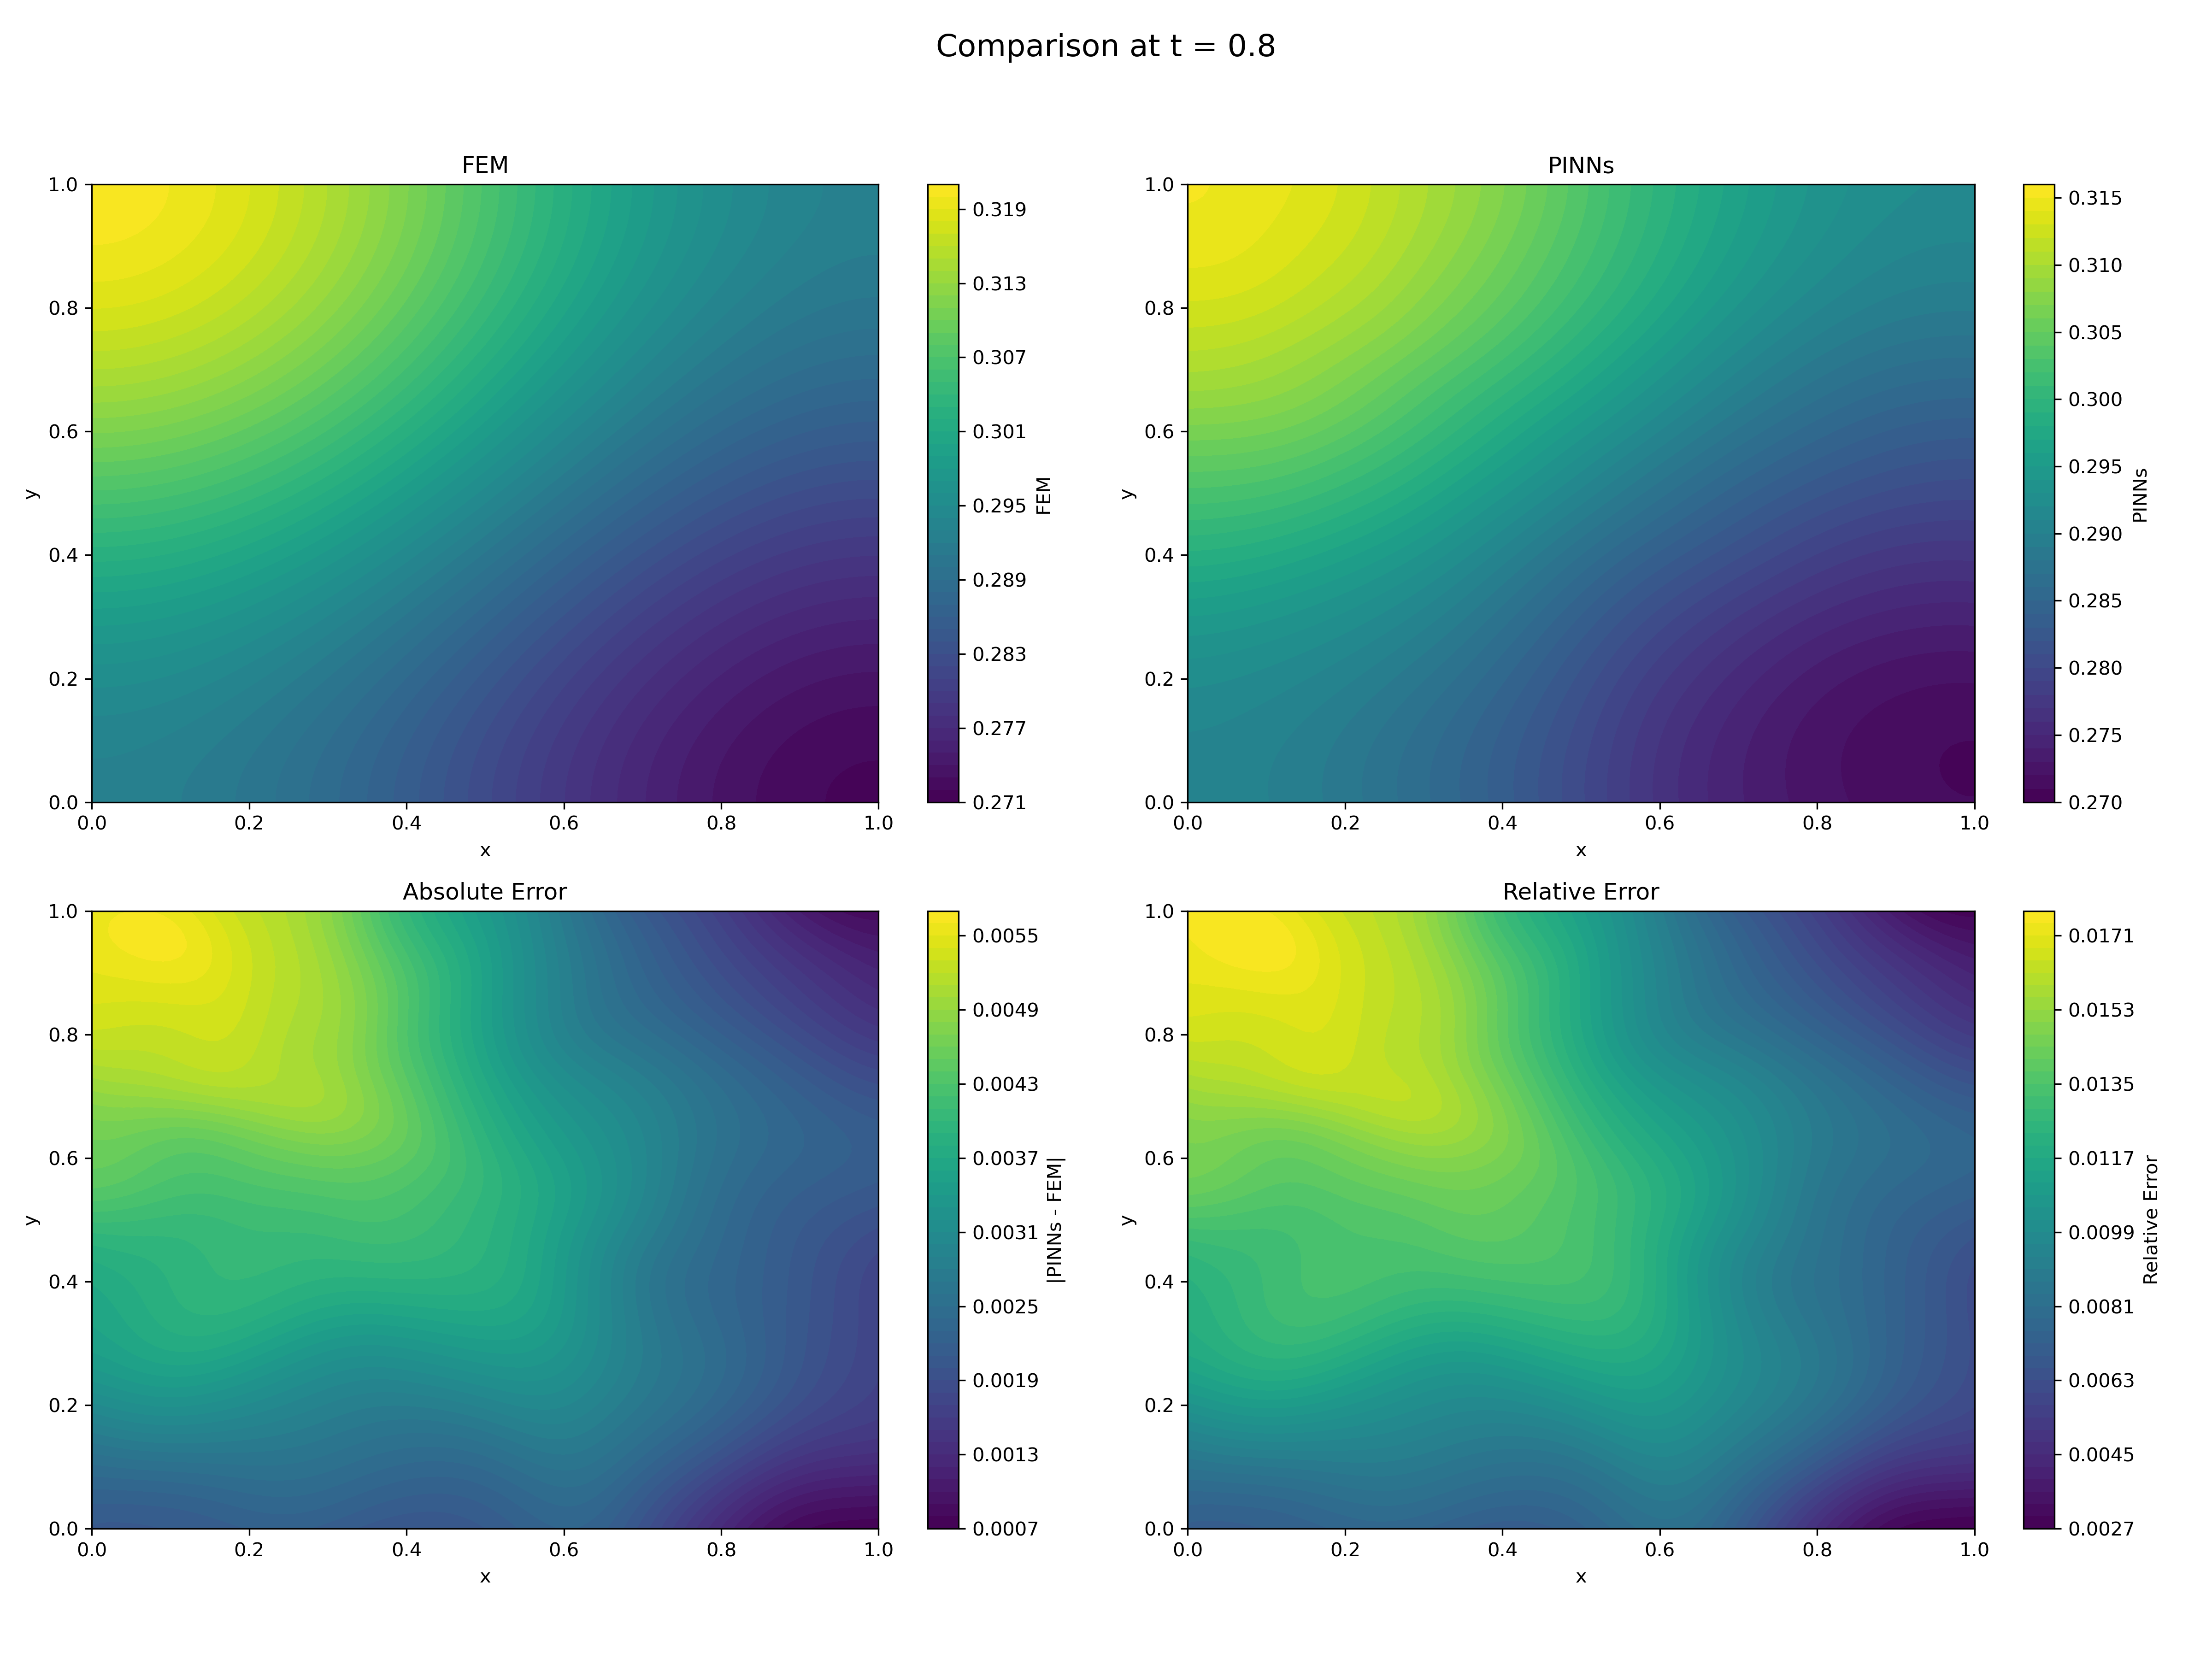 Comparison at t = 0.8
FEM
1.0
0.8
0.6
0.4
0.2
0.0
y
0.0 0.2 0.4 0.6 0.8 1.0
x
0.319
0.313
0.307
0.301
0.295
0.289
0.283
0.277
0.271
FEM
PINNs
1.0
0.8
0.6
0.4
0.2
0.0
y
0.0 0.2 0.4 0.6 0.8 1.0
x
0.315
0.310
0.305
0.300
0.295
0.290
0.285
0.280
0.275
0.270
PINNs
Absolute Error
1.0
0.8
0.6
0.4
0.2
0.0
y
0.0 0.2 0.4 0.6 0.8 1.0
x
0.0055
0.0049
0.0043
0.0037
0.0031
0.0025
0.0019
0.0013
0.0007
|PINNs - FEM|
Relative Error
1.0
0.8
0.6
0.4
0.2
0.0
y
0.0 0.2 0.4 0.6 0.8 1.0
x
0.0171
0.0153
0.0135
0.0117
0.0099
0.0081
0.0063
0.0045
0.0027
Relative Error